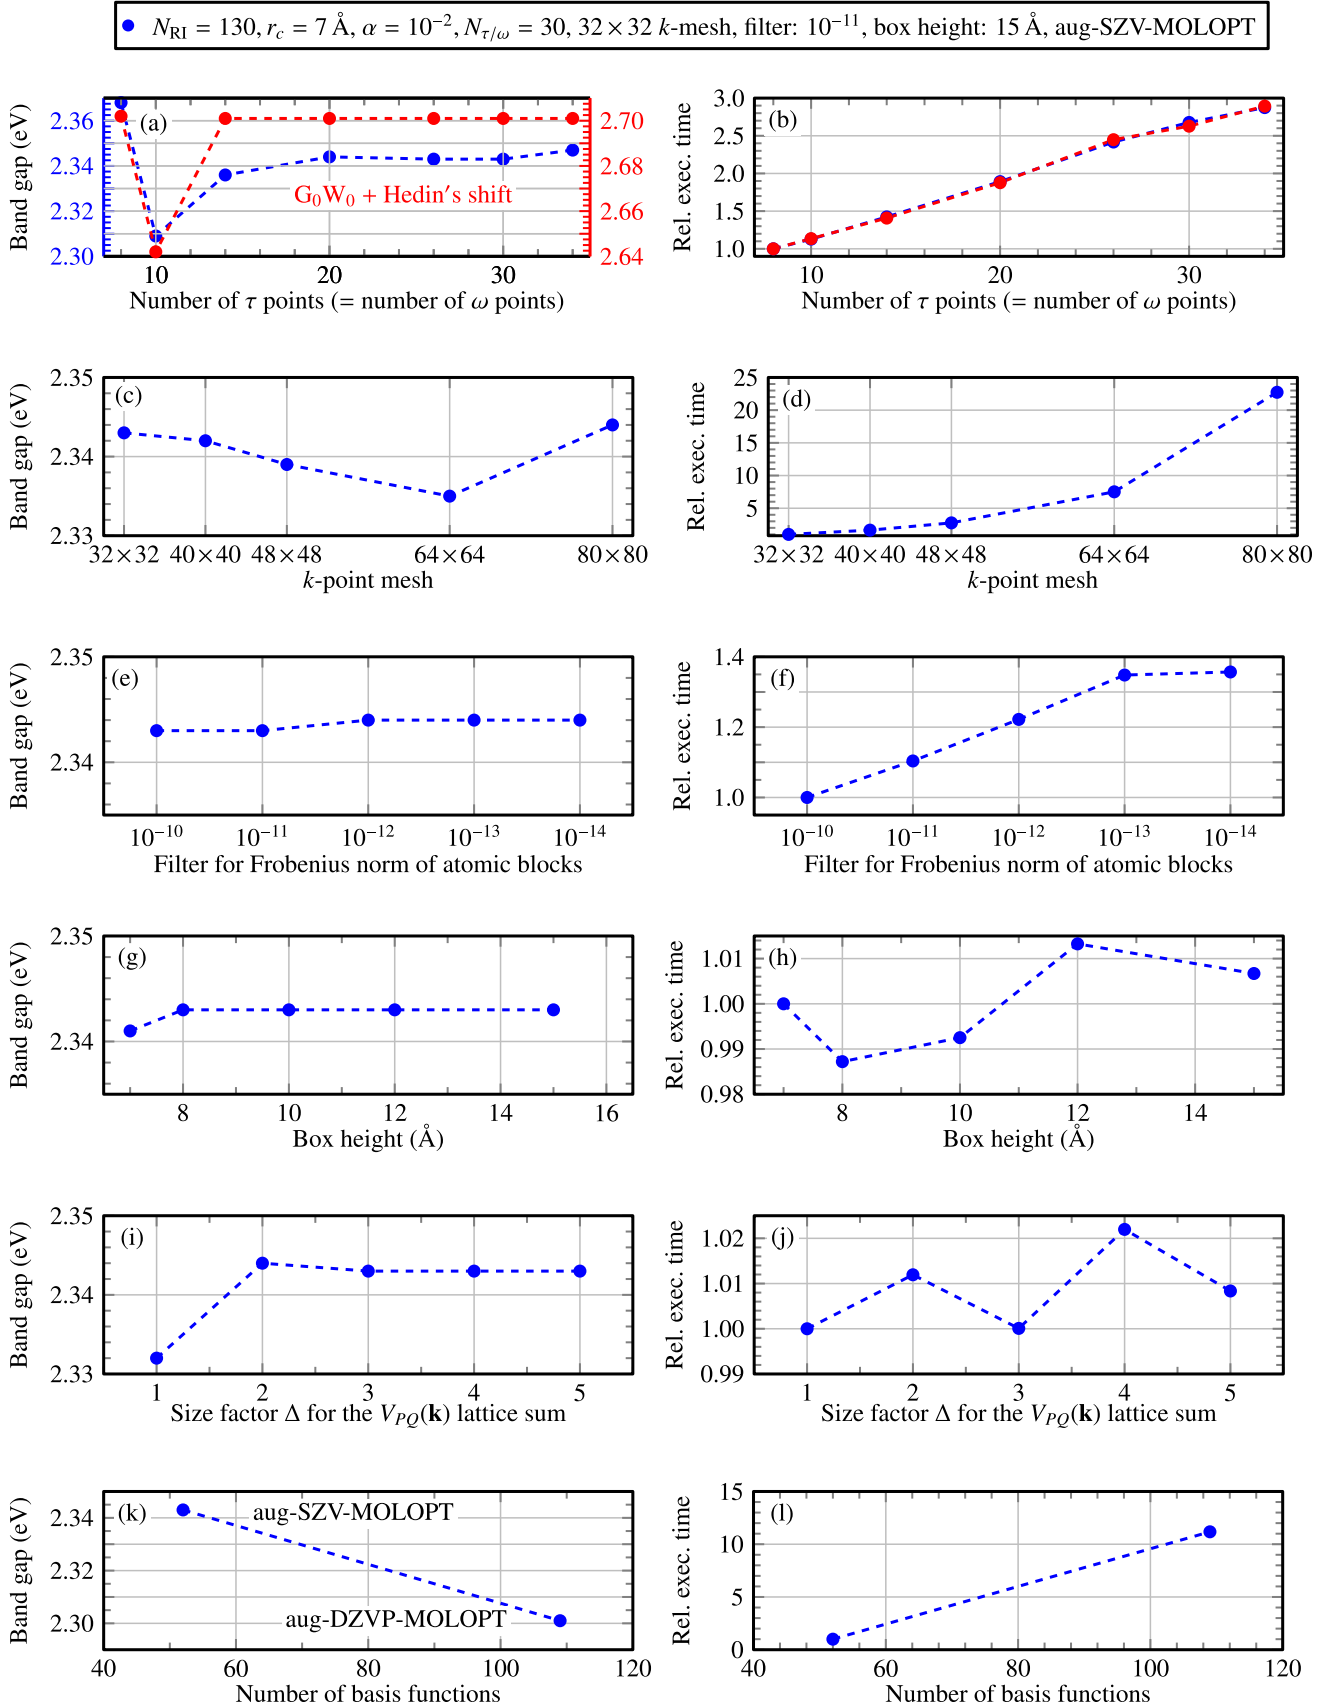 N_RI = 130, r_c = 7 Å, α = 10⁻², N_τ/ω = 30, 32 × 32 k-mesh, filter: 10⁻¹¹, box height: 15 Å, aug-SZV-MOLOPT
(a)
Band gap (eV)
2.36
2.34
2.32
2.30
2.70
2.68
2.66
2.64
G₀W₀ + Hedin′s shift
10 20 30
Number of τ points (= number of ω points)
(b)
Rel. exec. time
3.0
2.5
2.0
1.5
1.0
10 20 30
Number of τ points (= number of ω points)
(c)
Band gap (eV)
2.35
2.34
2.33
32×32 40×40 48×48 64×64 80×80
k-point mesh
(d)
Rel. exec. time
25
20
15
10
5
32×32 40×40 48×48 64×64 80×80
k-point mesh
(e)
Band gap (eV)
2.35
2.34
10⁻¹⁰ 10⁻¹¹ 10⁻¹² 10⁻¹³ 10⁻¹⁴
Filter for Frobenius norm of atomic blocks
(f)
Rel. exec. time
1.4
1.2
1.0
10⁻¹⁰ 10⁻¹¹ 10⁻¹² 10⁻¹³ 10⁻¹⁴
Filter for Frobenius norm of atomic blocks
(g)
Band gap (eV)
2.35
2.34
8 10 12 14 16
Box height (Å)
(h)
Rel. exec. time
1.01
1.00
0.99
0.98
8 10 12 14
Box height (Å)
(i)
Band gap (eV)
2.35
2.34
2.33
1 2 3 4 5
Size factor Δ for the V_PQ(k) lattice sum
(j)
Rel. exec. time
1.02
1.01
1.00
0.99
1 2 3 4 5
Size factor Δ for the V_PQ(k) lattice sum
(k)
Band gap (eV)
2.34
2.32
2.30
aug-SZV-MOLOPT
aug-DZVP-MOLOPT
40 60 80 100 120
Number of basis functions
(l)
Rel. exec. time
15
10
5
0
40 60 80 100 120
Number of basis functions